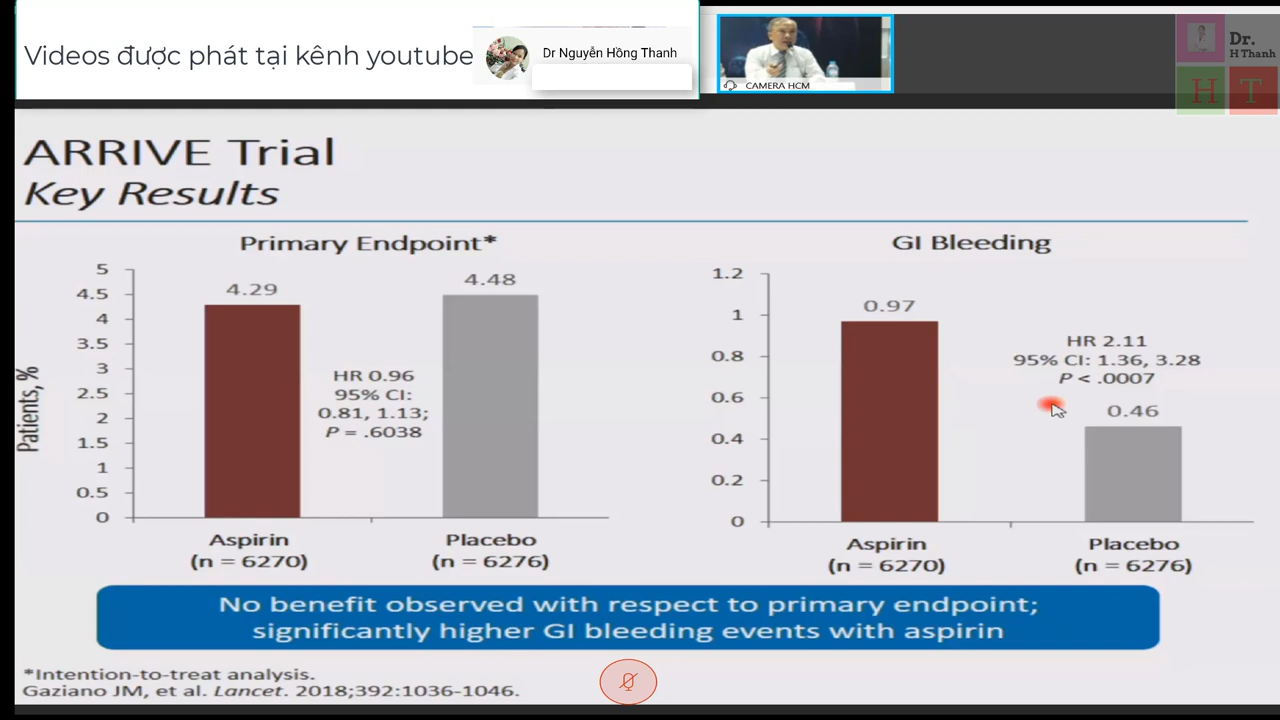 Videos được phát tại kênh youtube
Dr Nguyễn Hồng Thanh
CAMERA HCM
Dr.
H Thanh
H T
ARRIVE Trial
Key Results
Primary Endpoint*
Patients, %
5
4.5
4
3.5
3
2.5
2
1.5
1
0.5
0
4.29
4.48
HR 0.96
95% CI:
0.81, 1.13;
P = .6038
Aspirin
(n = 6270)
Placebo
(n = 6276)
GI Bleeding
1.2
1
0.8
0.6
0.4
0.2
0
0.97
HR 2.11
95% CI: 1.36, 3.28
P < .0007
0.46
Aspirin
(n = 6270)
Placebo
(n = 6276)
No benefit observed with respect to primary endpoint;
significantly higher GI bleeding events with aspirin
*Intention-to-treat analysis.
Gaziano JM, et al. Lancet. 2018;392:1036-1046.